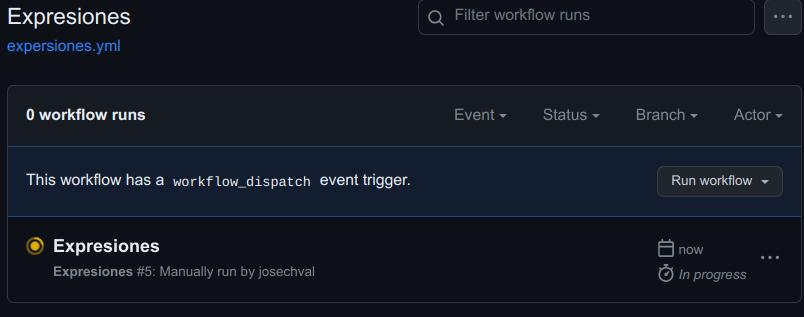 Expresiones
Filter workflow runs
expersiones.yml
0 workflow runs
Event
Status
Branch
Actor
This workflow has a workflow_dispatch event trigger.
Run workflow
Expresiones
now
Expresiones #5: Manually run by josechval
In progress